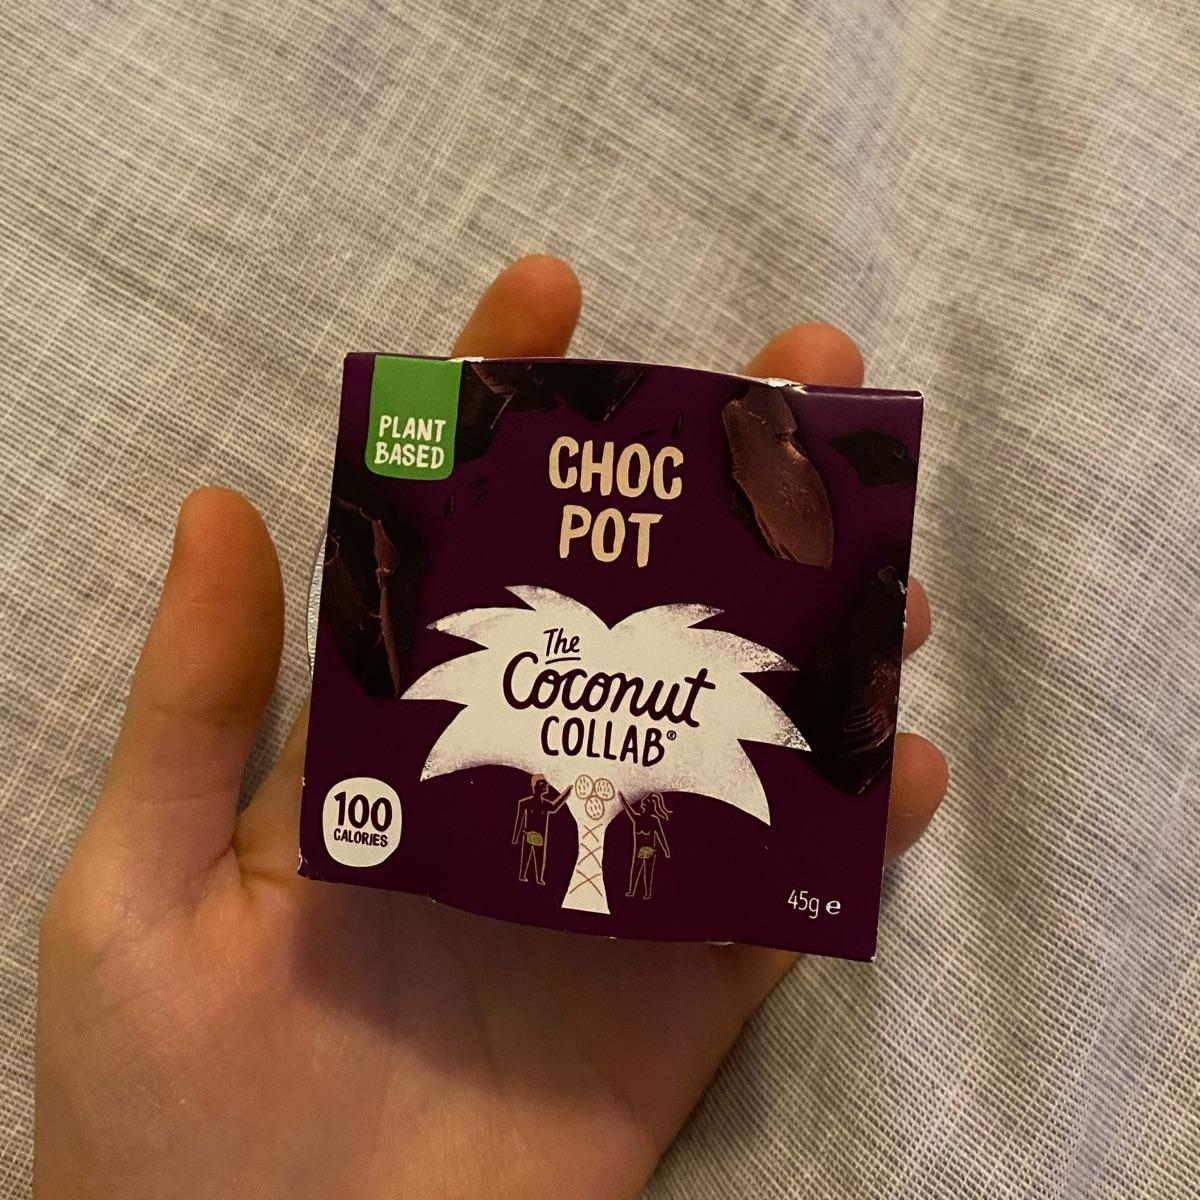 PLANT
BASED
CHOC
POT
The
Coconut
COLLAB®
100
CALORIES
45g ℮